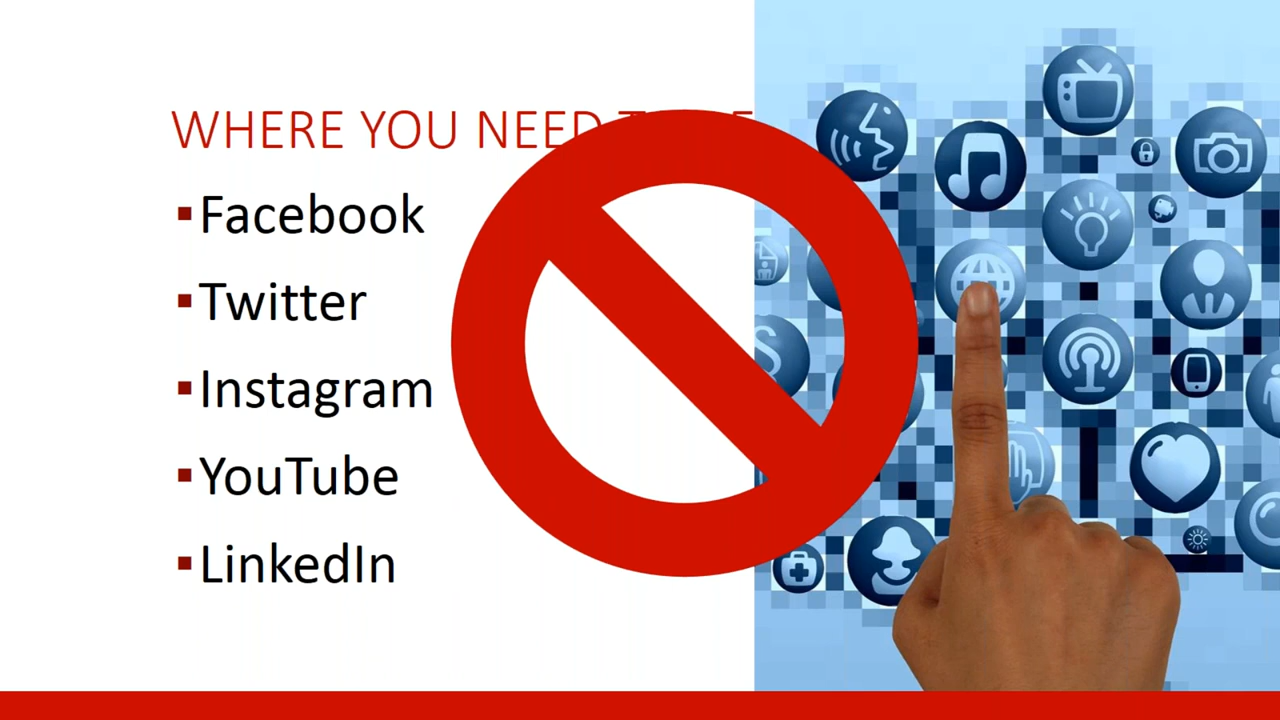 WHERE YOU NEED
Facebook
Twitter
Instagram
YouTube
LinkedIn